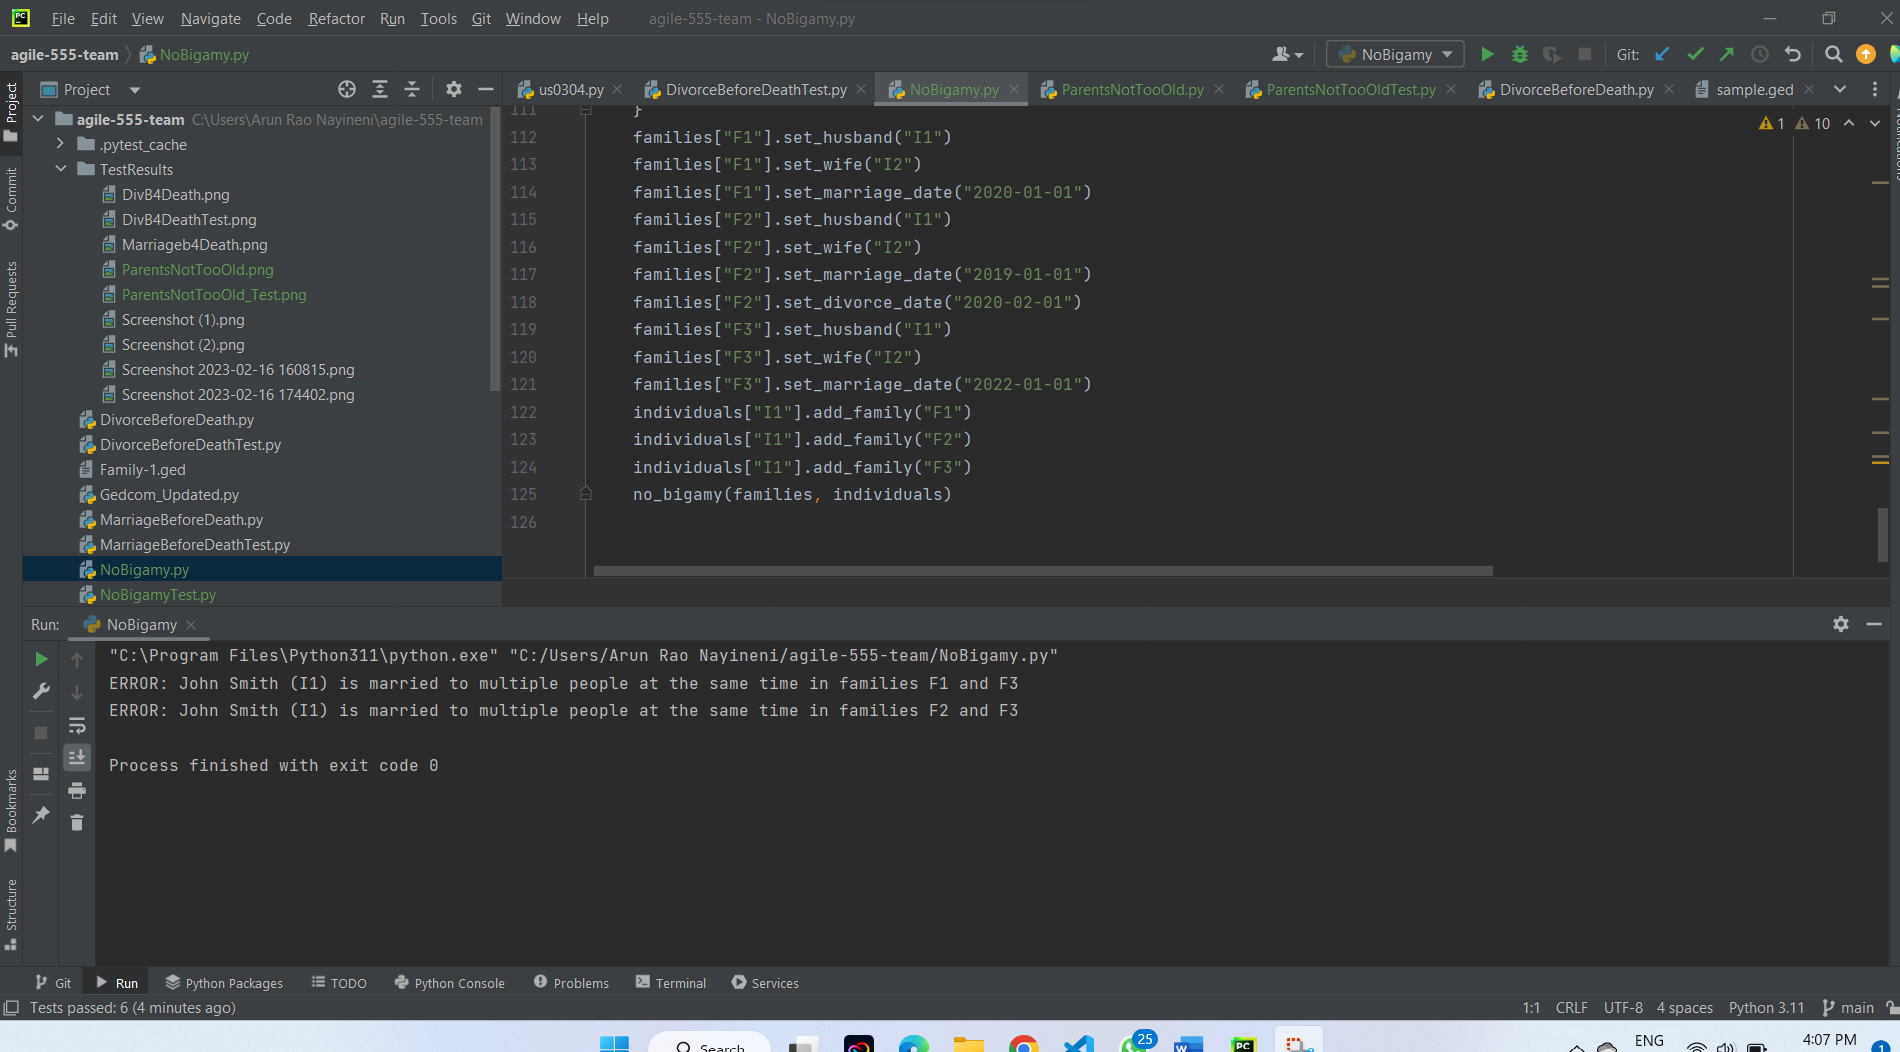 File Edit View Navigate Code Refactor Run Tools Git Window Help agile-555-team - NoBigamy.py
agile-555-team NoBigamy.py NoBigamy Git:
Project
us0304.py DivorceBeforeDeathTest.py NoBigamy.py ParentsNotTooOld.py ParentsNotTooOldTest.py DivorceBeforeDeath.py sample.ged
Project
Commit
Pull Requests
Bookmarks
Structure
agile-555-team C:\Users\Arun Rao Nayineni\agile-555-team
.pytest_cache
TestResults
DivB4Death.png
DivB4DeathTest.png
Marriageb4Death.png
ParentsNotTooOld.png
ParentsNotTooOld_Test.png
Screenshot (1).png
Screenshot (2).png
Screenshot 2023-02-16 160815.png
Screenshot 2023-02-16 174402.png
DivorceBeforeDeath.py
DivorceBeforeDeathTest.py
Family-1.ged
Gedcom_Updated.py
MarriageBeforeDeath.py
MarriageBeforeDeathTest.py
NoBigamy.py
NoBigamyTest.py
1 10
111 }
112 families["F1"].set_husband("I1")
113 families["F1"].set_wife("I2")
114 families["F1"].set_marriage_date("2020-01-01")
115 families["F2"].set_husband("I1")
116 families["F2"].set_wife("I2")
117 families["F2"].set_marriage_date("2019-01-01")
118 families["F2"].set_divorce_date("2020-02-01")
119 families["F3"].set_husband("I1")
120 families["F3"].set_wife("I2")
121 families["F3"].set_marriage_date("2022-01-01")
122 individuals["I1"].add_family("F1")
123 individuals["I1"].add_family("F2")
124 individuals["I1"].add_family("F3")
125 no_bigamy(families, individuals)
126
Run: NoBigamy
"C:\Program Files\Python311\python.exe" "C:/Users/Arun Rao Nayineni/agile-555-team/NoBigamy.py"
ERROR: John Smith (I1) is married to multiple people at the same time in families F1 and F3
ERROR: John Smith (I1) is married to multiple people at the same time in families F2 and F3
Process finished with exit code 0
Git Run Python Packages TODO Python Console Problems Terminal Services
Tests passed: 6 (4 minutes ago) 1:1 CRLF UTF-8 4 spaces Python 3.11 main
Search 25 ENG 4:07 PM 1